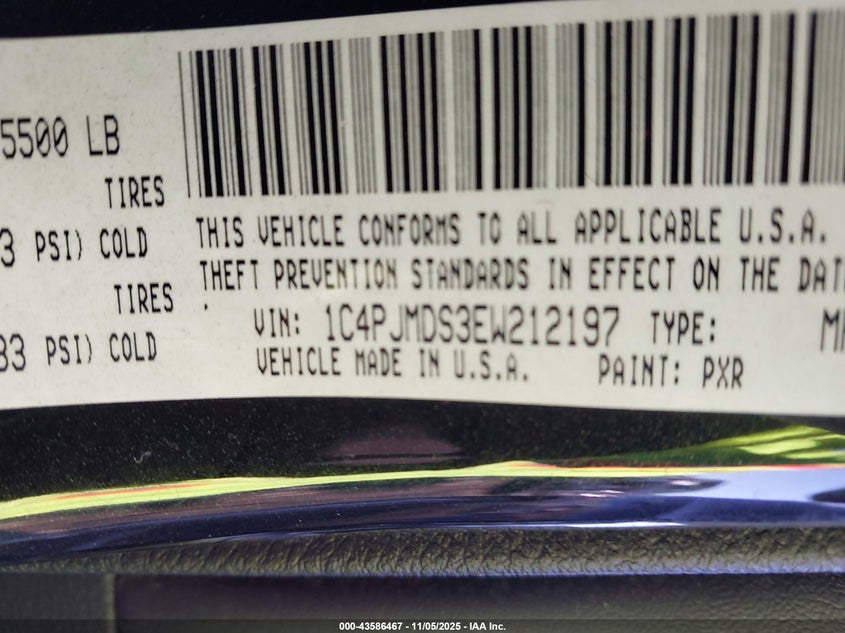 5500 LB
TIRES
3 PSI) COLD
TIRES
33 PSI) COLD
THIS VEHICLE CONFORMS TO ALL APPLICABLE U.S.A.
THEFT PREVENTION STANDARDS IN EFFECT ON THE DAT
VIN: 1C4PJMDS3EW212197 TYPE:
VEHICLE MADE IN U.S.A. PAINT: PXR
000-43586467 - 11/05/2025 - IAA Inc.